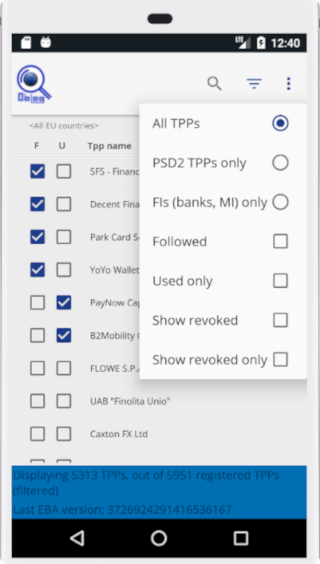 LTE 12:40
<All EU countries>
F U Tpp name
SFS - Financ
Decent Fina
Park Card S
YoYo Wallet
PayNow Cap
B2Mobility
FLOWE S.P.
UAB "Finolita Unio"
Caxton FX Ltd
All TPPs
PSD2 TPPs only
FIs (banks, MI) only
Followed
Used only
Show revoked
Show revoked only
Displaying 5313 TPPs, out of 5951 registered TPPs
(filtered)
Last EBA version: 3726924291416536167